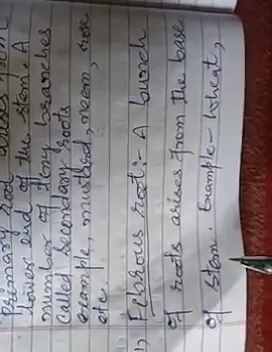 primary root arises from
lower end of the stem. A
number of tiny branches
called secondary roots
example, mustard, neem, rose
etc.
Fibrous root:- A bunch
of roots arises from the base
of stem. Example- wheat,